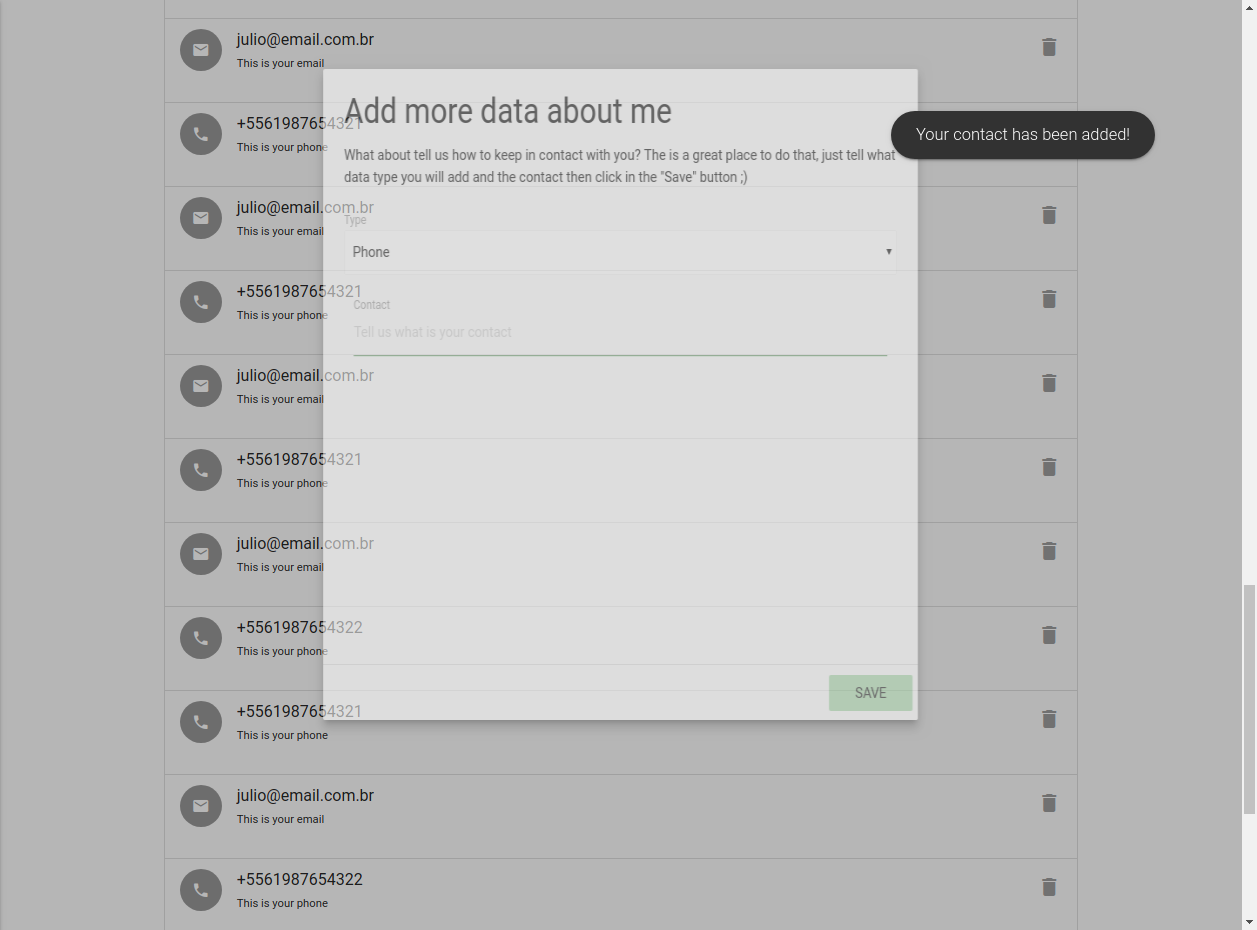 julio@email.com.br
This is your email
+5561987654321
This is your phone
julio@email.com.br
This is your email
+5561987654321
This is your phone
julio@email.com.br
This is your email
+5561987654321
This is your phone
julio@email.com.br
This is your email
+5561987654322
This is your phone
+5561987654321
This is your phone
julio@email.com.br
This is your email
+5561987654322
This is your phone
Add more data about me
What about tell us how to keep in contact with you? The is a great place to do that, just tell what
data type you will add and the contact then click in the "Save" button ;)
Type
Phone
Contact
Tell us what is your contact
SAVE
Your contact has been added!